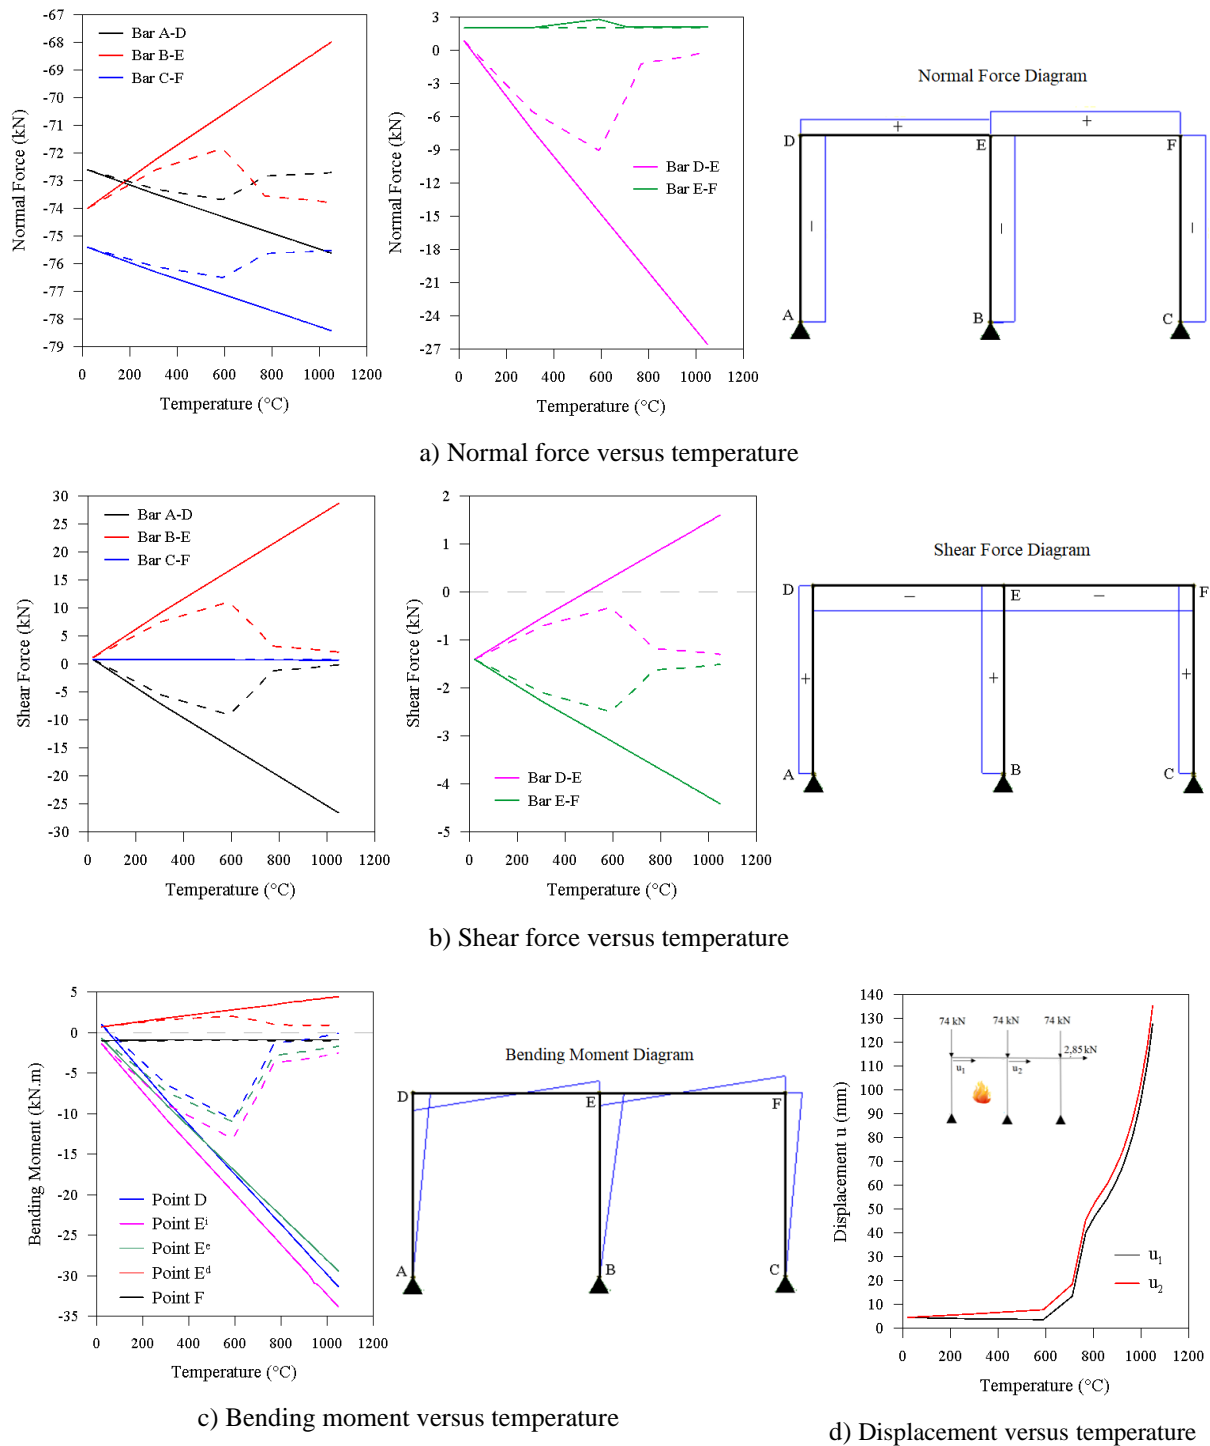 -67
-68
-69
-70
-71
-72
-73
-74
-75
-76
-77
-78
-79
Normal Force (kN)
Bar A-D
Bar B-E
Bar C-F
0 200 400 600 800 1000 1200
Temperature (°C)
3
0
-3
-6
-9
-12
-15
-18
-21
-24
-27
Normal Force (kN)
Bar D-E
Bar E-F
0 200 400 600 800 1000 1200
Temperature (°C)
Normal Force Diagram
+ +
D E F
− − −
A B C
a) Normal force versus temperature
30
25
20
15
10
5
0
-5
-10
-15
-20
-25
-30
Shear Force (kN)
Bar A-D
Bar B-E
Bar C-F
0 200 400 600 800 1000 1200
Temperature (°C)
2
1
0
-1
-2
-3
-4
-5
Shear Force (kN)
Bar D-E
Bar E-F
0 200 400 600 800 1000 1200
Temperature (°C)
Shear Force Diagram
D E F
− −
+ + +
A B C
b) Shear force versus temperature
5
0
-5
-10
-15
-20
-25
-30
-35
Bending Moment (kN.m)
Point D
Point Eⁱ
Point Eᵉ
Point Eᵈ
Point F
0 200 400 600 800 1000 1200
Temperature (°C)
Bending Moment Diagram
D E F
A B C
c) Bending moment versus temperature
140
130
120
110
100
90
80
70
60
50
40
30
20
10
0
Displacement u (mm)
74 kN 74 kN 74 kN
2,85 kN
u₁ u₂
u₁
u₂
0 200 400 600 800 1000 1200
Temperature (°C)
d) Displacement versus temperature